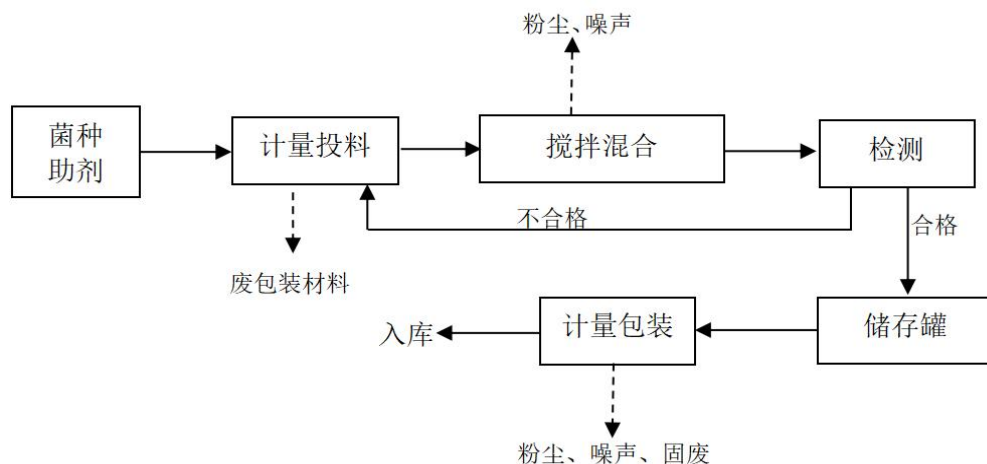 粉尘、噪声
菌种
助剂
计量投料
搅拌混合
检测
不合格
合格
废包装材料
入库
计量包装
储存罐
粉尘、噪声、固废